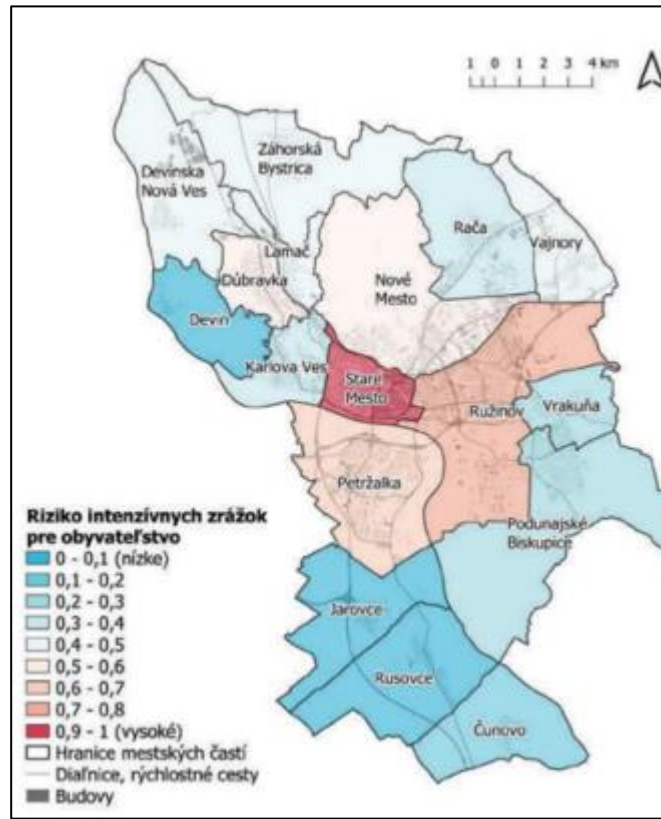 1 0 1 2 3 4 km
Záhorská
Bystrica
Devínska
Nová Ves
Rača
Vajnory
Lamač
Dúbravka
Nové
Mesto
Devín
Karlova Ves
Staré
Mesto
Ružinov
Vrakuňa
Petržalka
Podunajské
Biskupice
Jarovce
Rusovce
Čunovo
Riziko intenzívnych zrážok
pre obyvateľstvo
0 - 0,1 (nízke)
0,1 - 0,2
0,2 - 0,3
0,3 - 0,4
0,4 - 0,5
0,5 - 0,6
0,6 - 0,7
0,7 - 0,8
0,9 - 1 (vysoké)
Hranice mestských častí
Diaľnice, rýchlostné cesty
Budovy